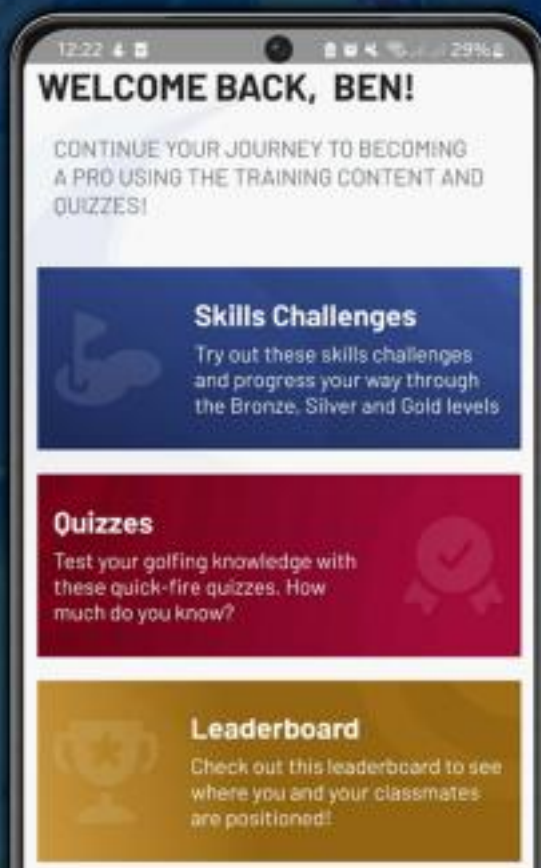 12:22
29%
WELCOME BACK, BEN!
CONTINUE YOUR JOURNEY TO BECOMING
A PRO USING THE TRAINING CONTENT AND
QUIZZES!
Skills Challenges
Try out these skills challenges
and progress your way through
the Bronze, Silver and Gold levels
Quizzes
Test your golfing knowledge with
these quick-fire quizzes. How
much do you know?
Leaderboard
Check out this leaderboard to see
where you and your classmates
are positioned!